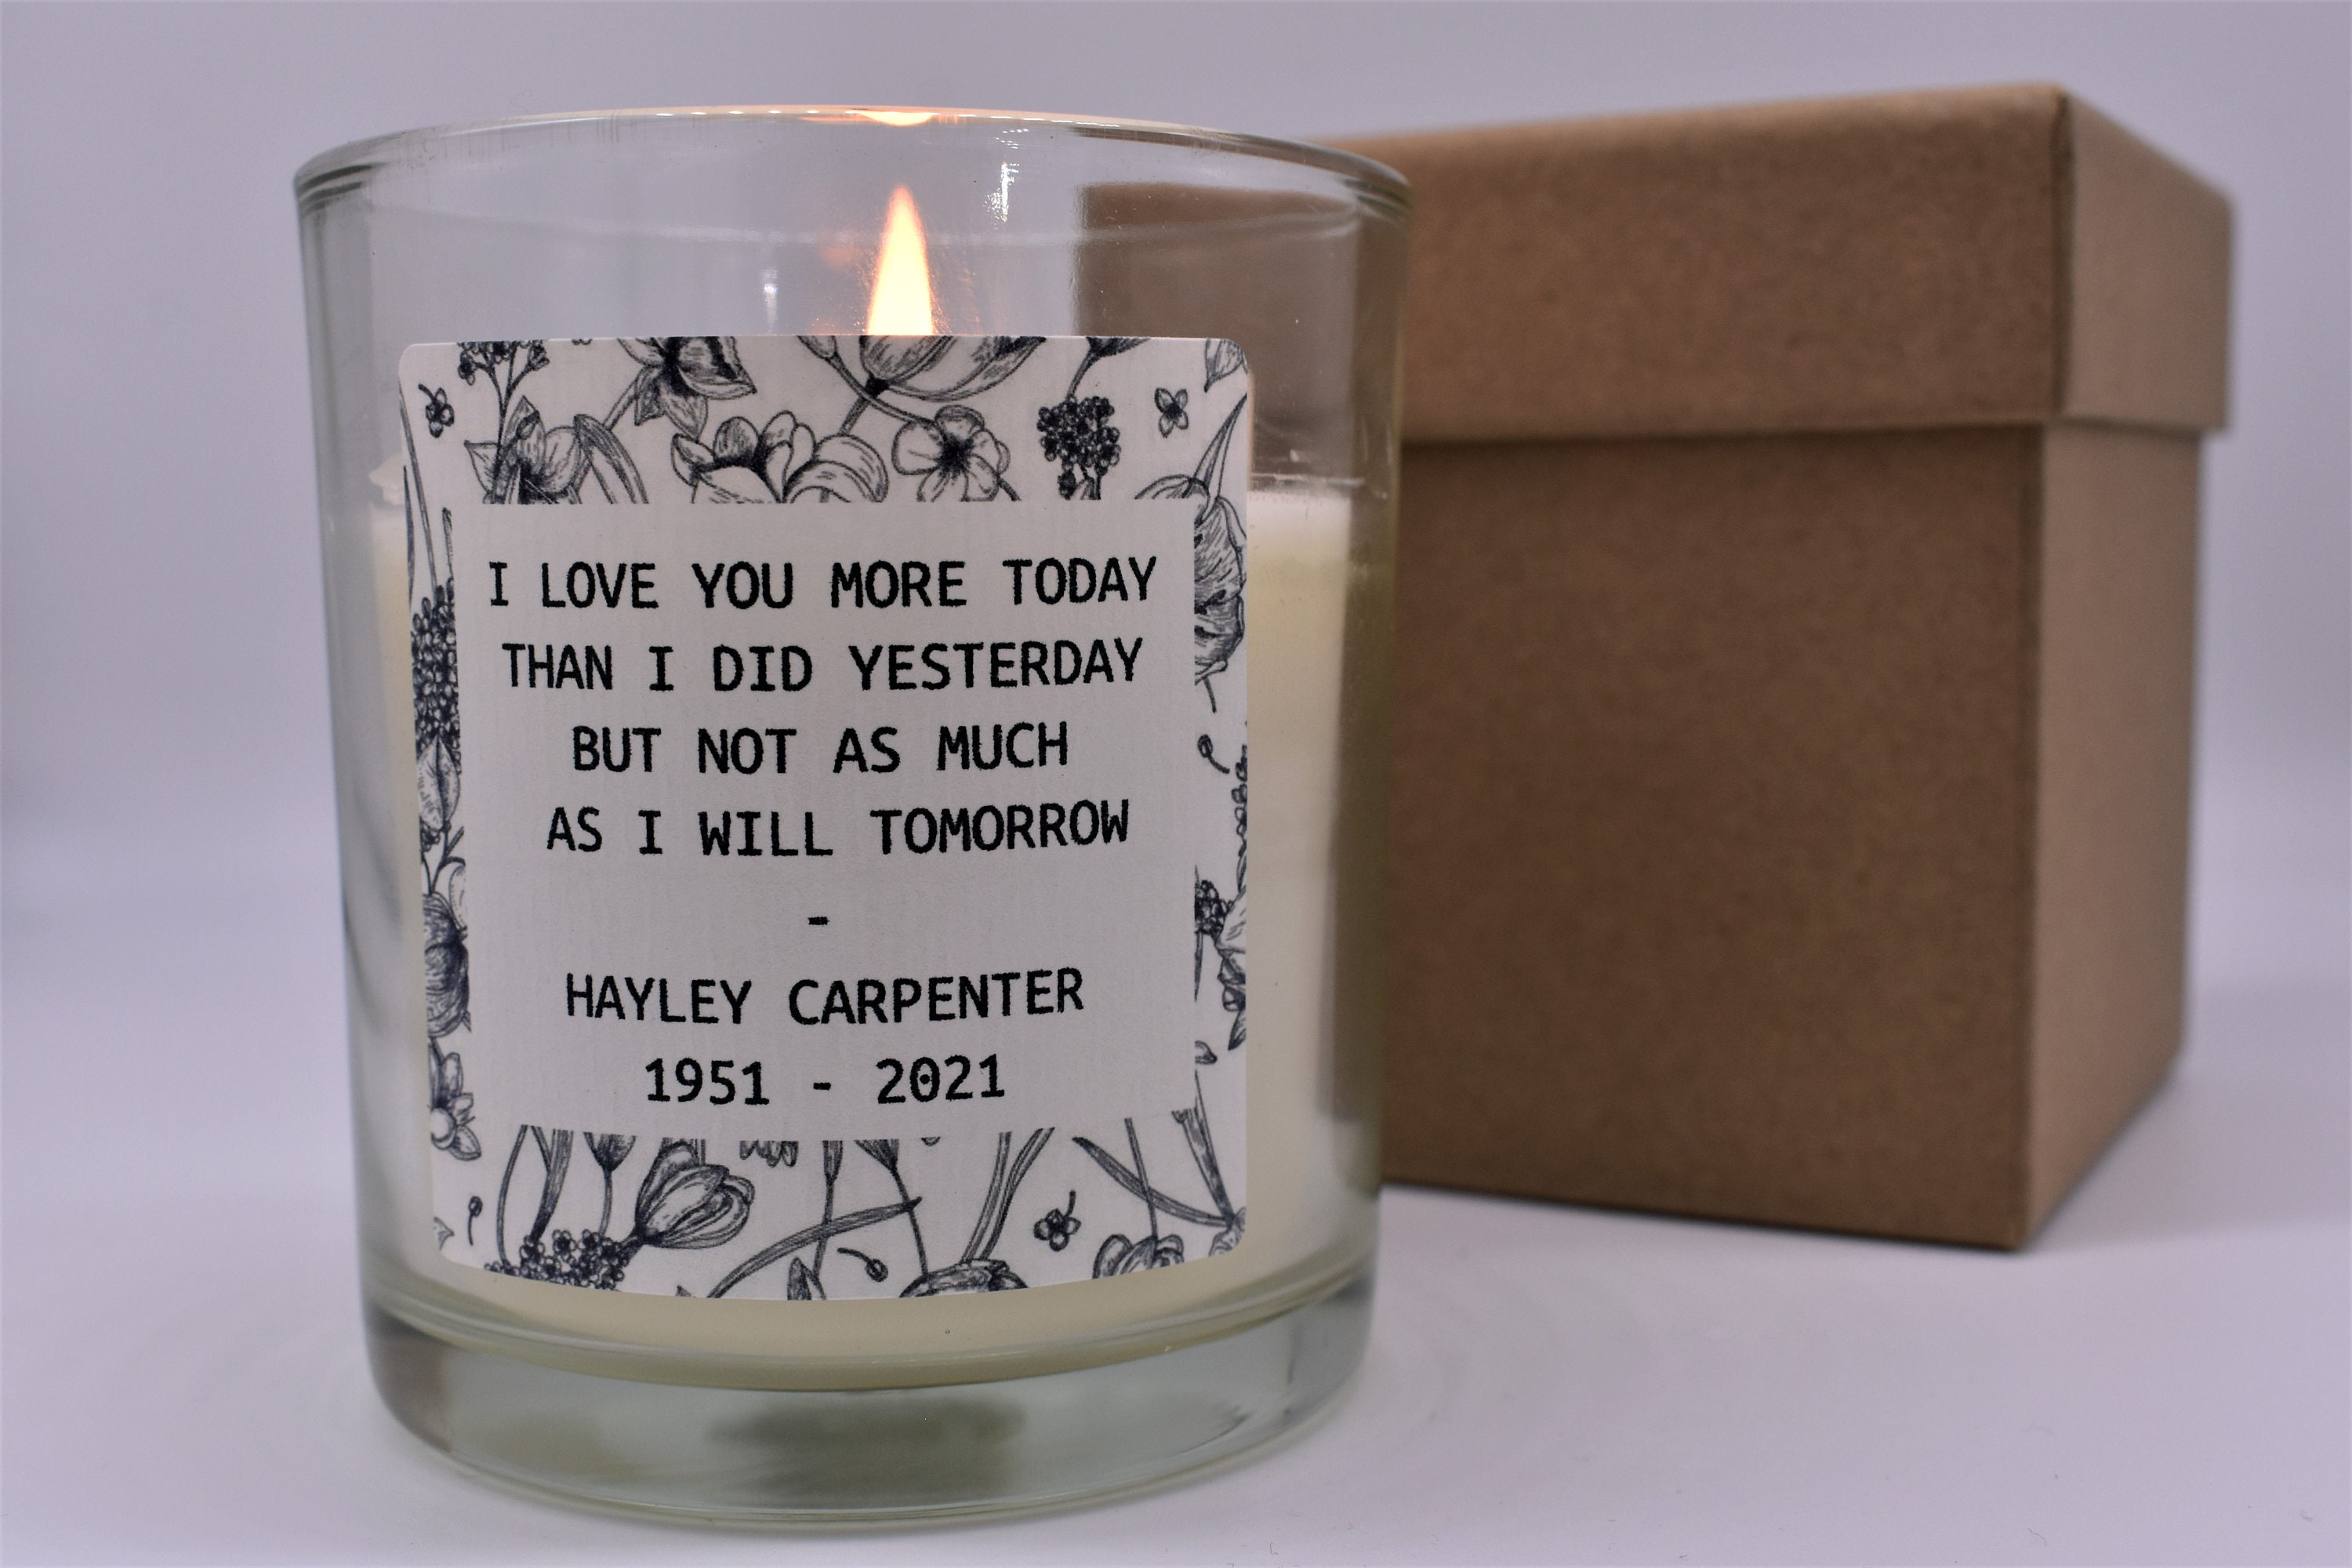 I LOVE YOU MORE TODAY
THAN I DID YESTERDAY
BUT NOT AS MUCH
AS I WILL TOMORROW
-
HAYLEY CARPENTER
1951 - 2021